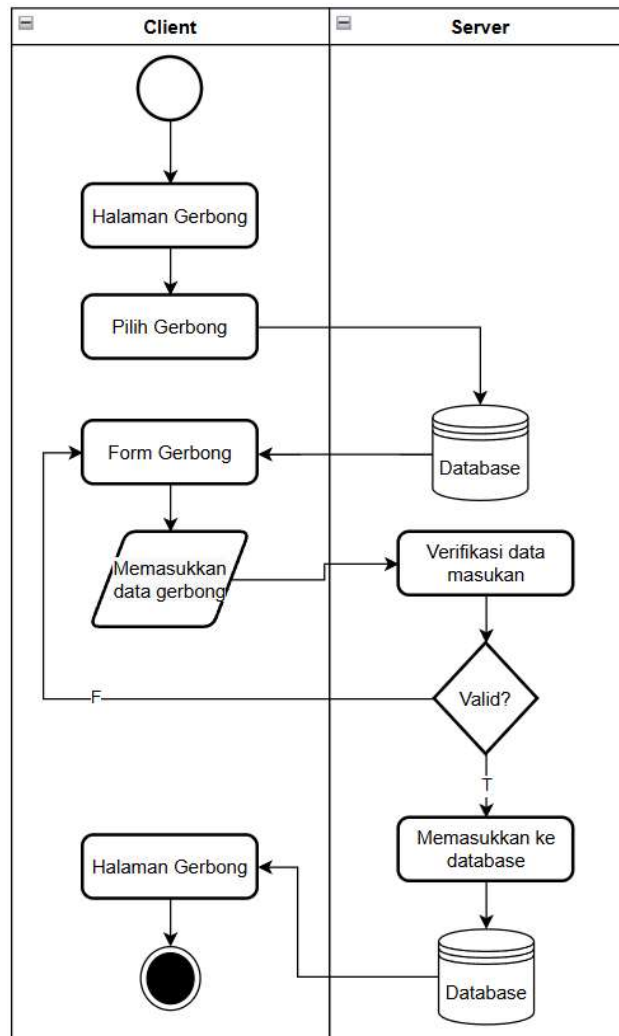 Client
Server
Halaman Gerbong
Pilih Gerbong
Form Gerbong
Database
Memasukkan
data gerbong
Verifikasi data
masukan
Valid?
F
T
Memasukkan ke
database
Halaman Gerbong
Database